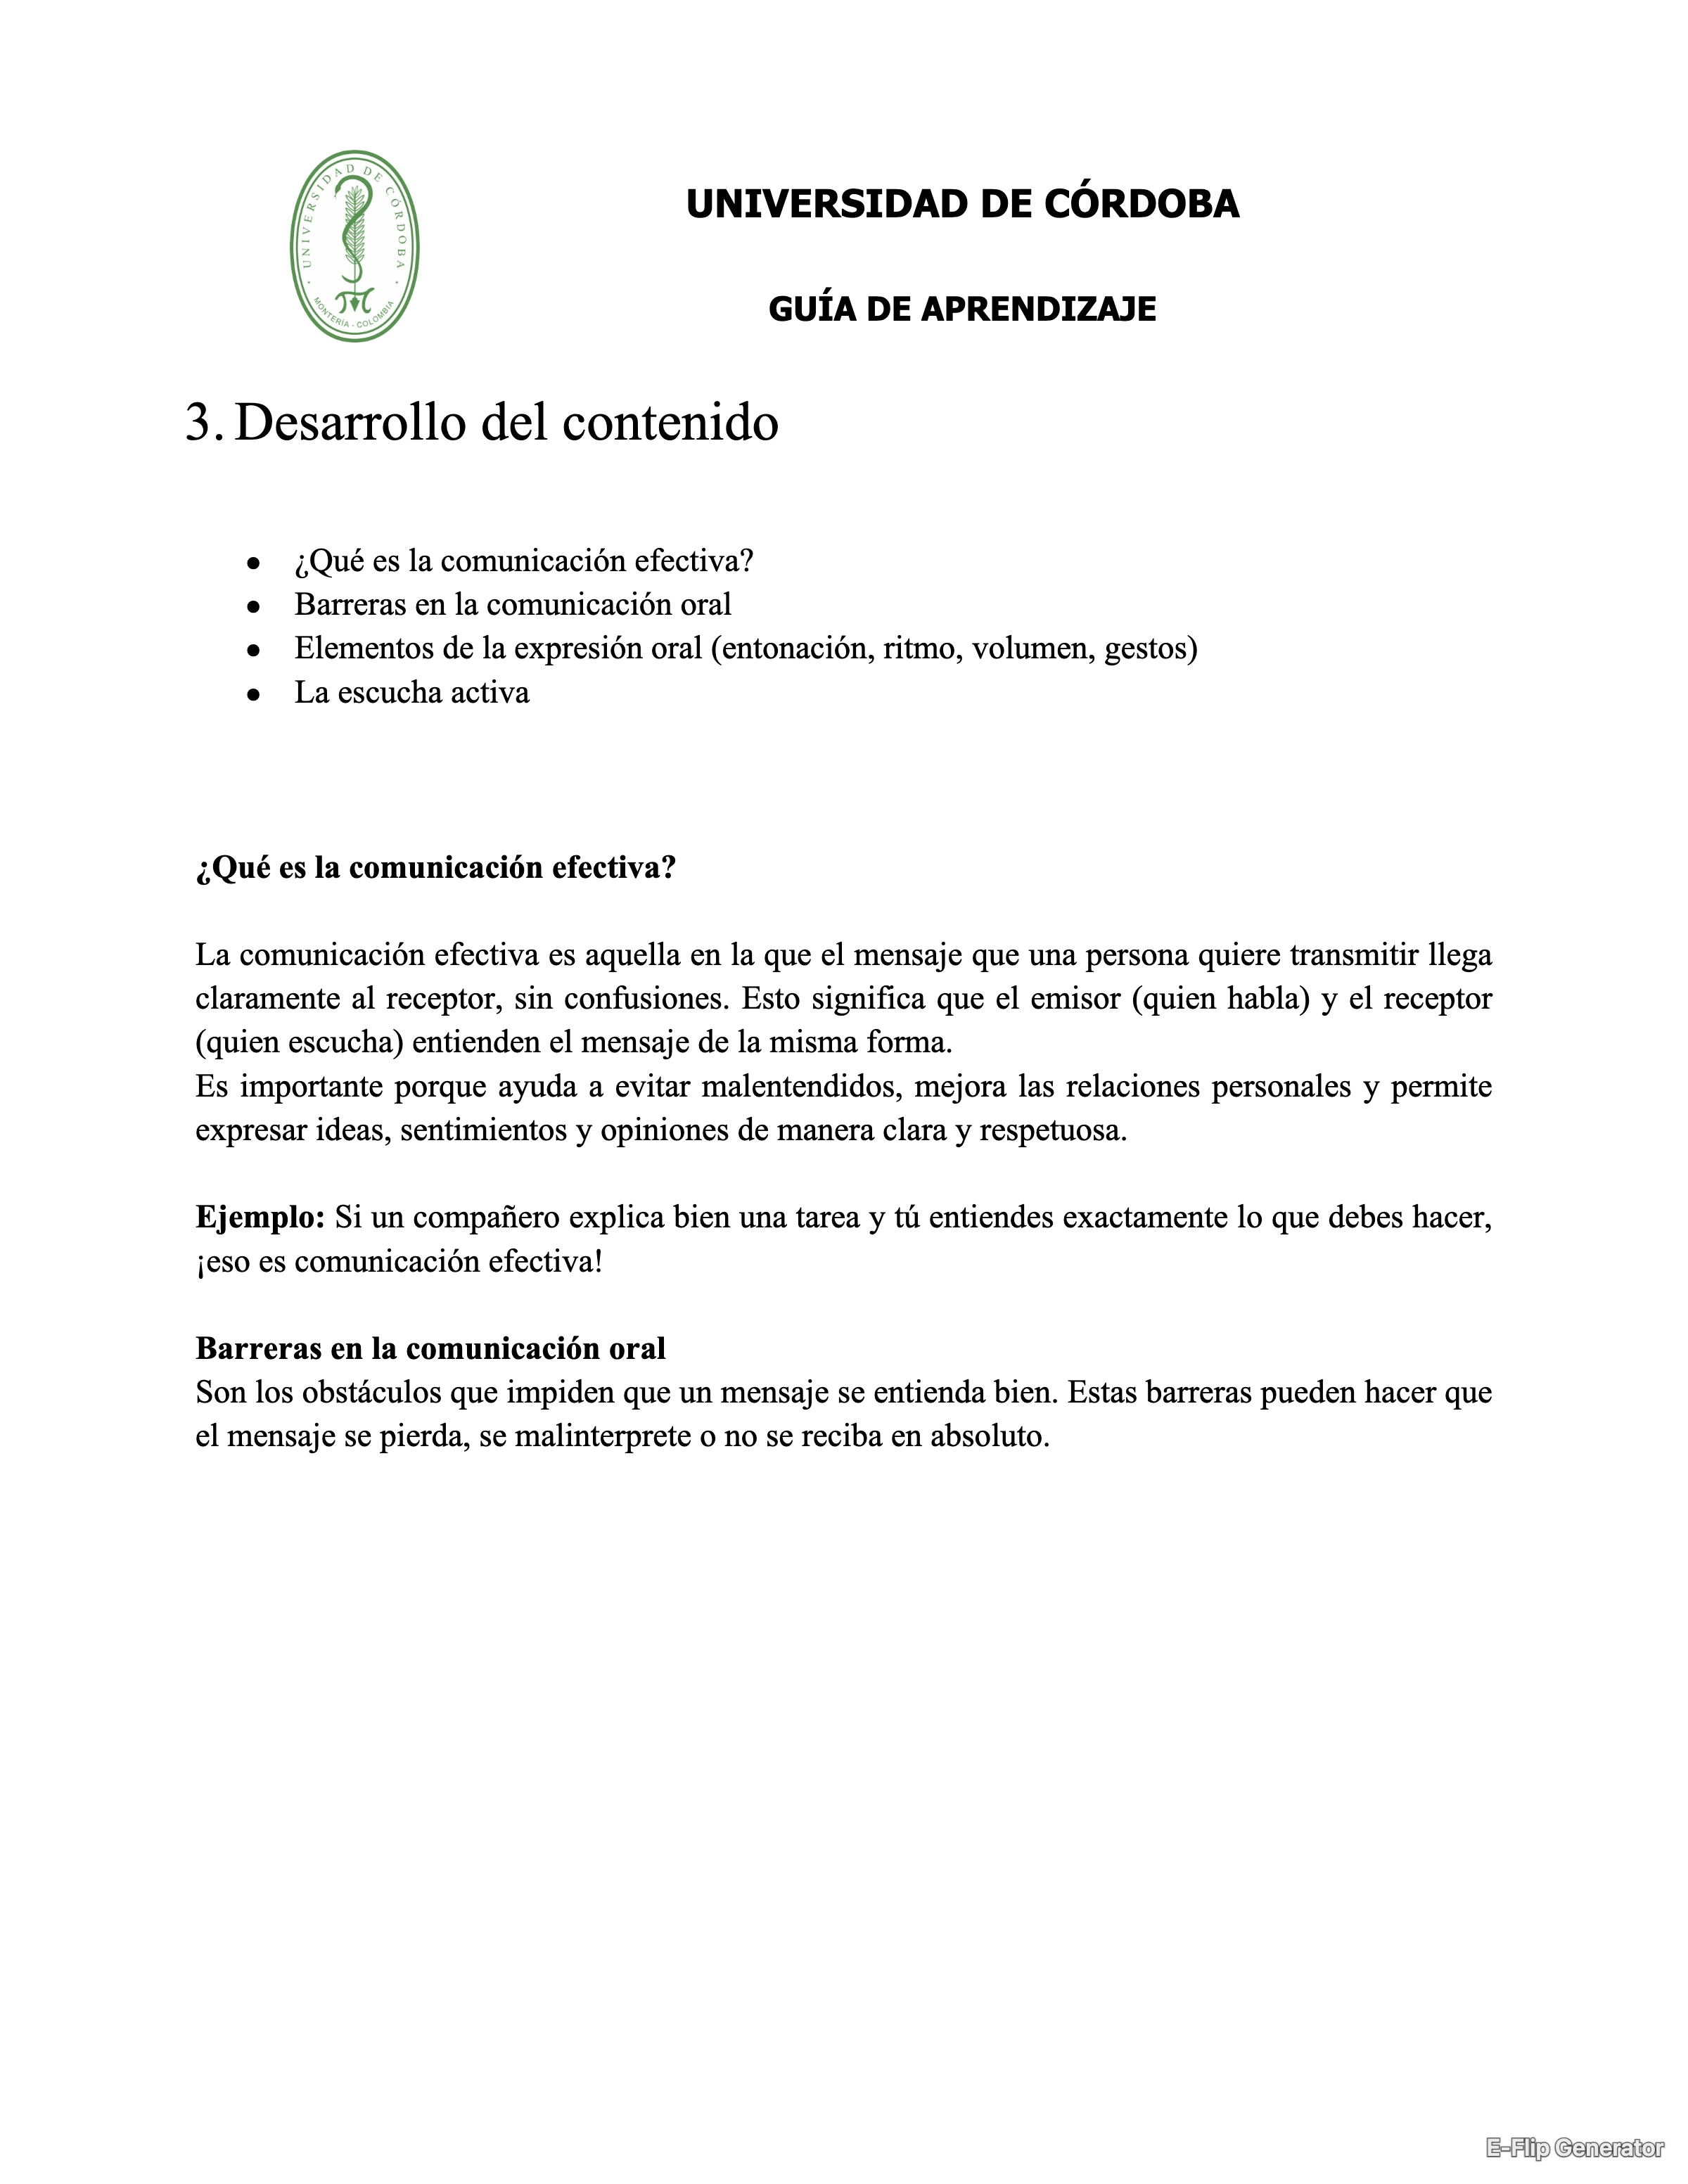 UNIVERSIDAD DE CÓRDOBA
MONTERÍA - COLOMBIA
UNIVERSIDAD DE CÓRDOBA
GUÍA DE APRENDIZAJE
3. Desarrollo del contenido
• ¿Qué es la comunicación efectiva?
• Barreras en la comunicación oral
• Elementos de la expresión oral (entonación, ritmo, volumen, gestos)
• La escucha activa
¿Qué es la comunicación efectiva?
La comunicación efectiva es aquella en la que el mensaje que una persona quiere transmitir llega
claramente al receptor, sin confusiones. Esto significa que el emisor (quien habla) y el receptor
(quien escucha) entienden el mensaje de la misma forma.
Es importante porque ayuda a evitar malentendidos, mejora las relaciones personales y permite
expresar ideas, sentimientos y opiniones de manera clara y respetuosa.
Ejemplo: Si un compañero explica bien una tarea y tú entiendes exactamente lo que debes hacer,
¡eso es comunicación efectiva!
Barreras en la comunicación oral
Son los obstáculos que impiden que un mensaje se entienda bien. Estas barreras pueden hacer que
el mensaje se pierda, se malinterprete o no se reciba en absoluto.
E-Flip Generator